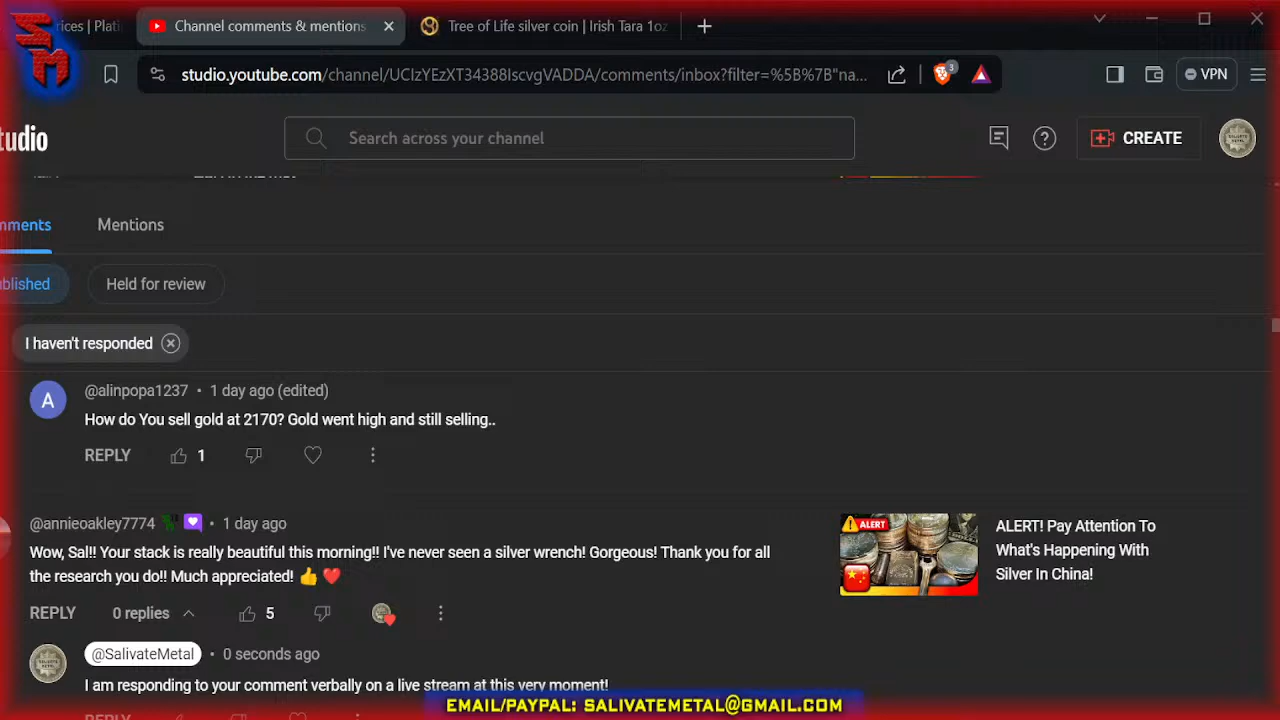 SM
rices | Plati
Channel comments & mentions
Tree of Life silver coin | Irish Tara 1oz
studio.youtube.com/channel/UCIzYEzXT34388IscvgVADDA/comments/inbox?filter=%5B%7B"na...
3
VPN
tudio
Search across your channel
CREATE
mments
Mentions
ublished
Held for review
I haven't responded
A
@alinpopa1237 • 1 day ago (edited)
How do You sell gold at 2170? Gold went high and still selling..
REPLY
1
@annieoakley7774 • 1 day ago
Wow, Sal!! Your stack is really beautiful this morning!! I've never seen a silver wrench! Gorgeous! Thank you for all
the research you do!! Much appreciated! 👍❤️
REPLY
0 replies
5
ALERT
ALERT! Pay Attention To
What's Happening With
Silver In China!
@SalivateMetal • 0 seconds ago
I am responding to your comment verbally on a live stream at this very moment!
EMAIL/PAYPAL: SALIVATEMETAL@GMAIL.COM